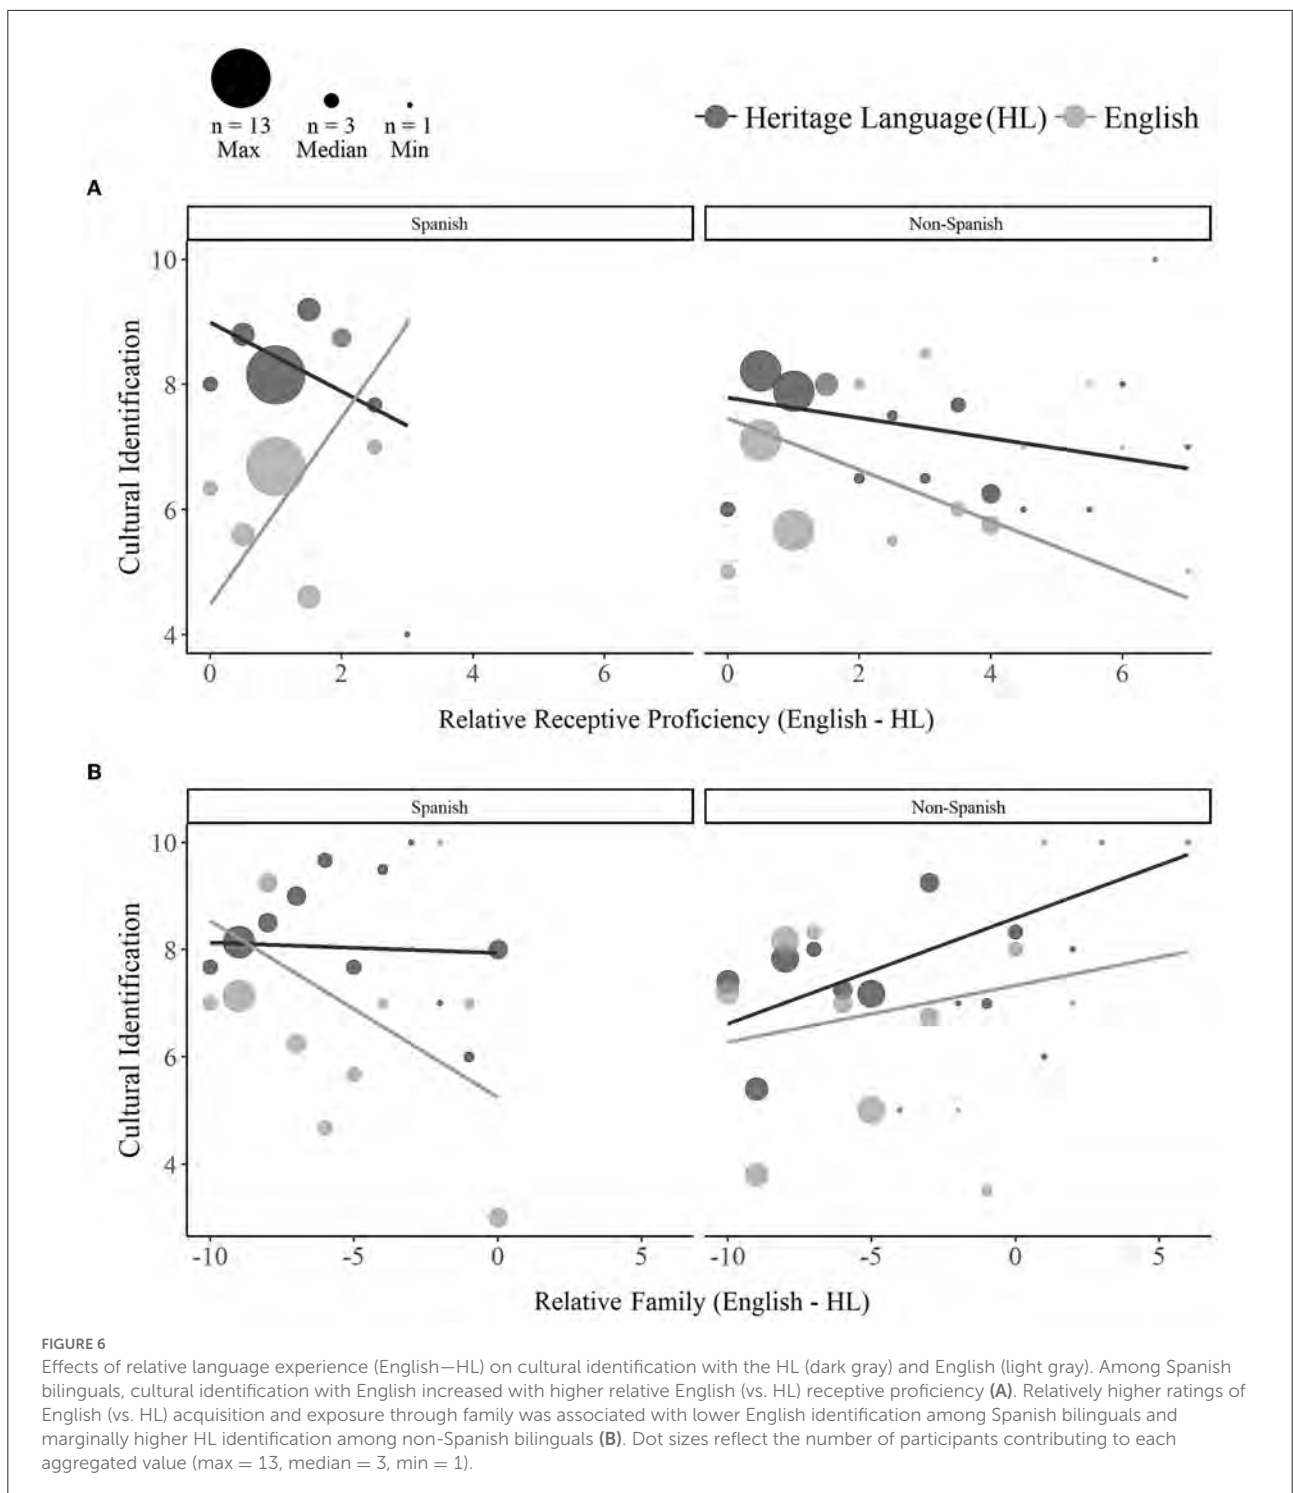 n = 13 n = 3 n = 1
Max Median Min
Heritage Language (HL) English
A
Spanish Non-Spanish
10
8
6
4
Cultural Identification
0 2 4 6 0 2 4 6
Relative Receptive Proficiency (English - HL)
B
Spanish Non-Spanish
10
8
6
4
Cultural Identification
-10 -5 0 5 -10 -5 0 5
Relative Family (English - HL)
FIGURE 6
Effects of relative language experience (English—HL) on cultural identification with the HL (dark gray) and English (light gray). Among Spanish
bilinguals, cultural identification with English increased with higher relative English (vs. HL) receptive proficiency (A). Relatively higher ratings of
English (vs. HL) acquisition and exposure through family was associated with lower English identification among Spanish bilinguals and
marginally higher HL identification among non-Spanish bilinguals (B). Dot sizes reflect the number of participants contributing to each
aggregated value (max = 13, median = 3, min = 1).